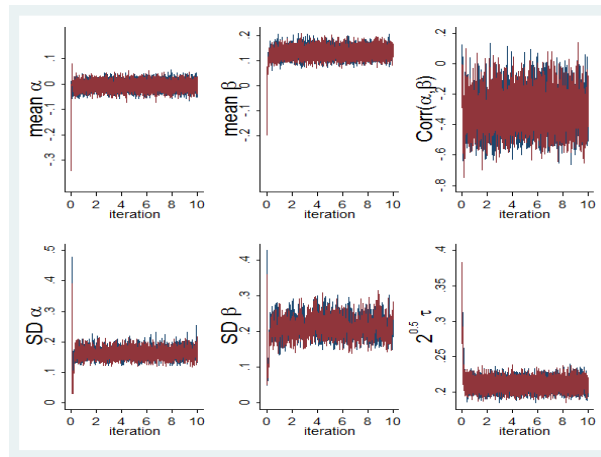 mean α
.1
0
-.1
-.2
-.3
0 2 4 6 8 10
iteration
mean β
.2
.1
0
-.1
-.2
0 2 4 6 8 10
iteration
Corr(α,β)
.2
0
-.2
-.4
-.6
-.8
0 2 4 6 8 10
iteration
SD α
.5
.4
.3
.2
.1
0
0 2 4 6 8 10
iteration
SD β
.4
.3
.2
.1
0
0 2 4 6 8 10
iteration
2^0.5 τ
.4
.35
.3
.25
.2
0 2 4 6 8 10
iteration